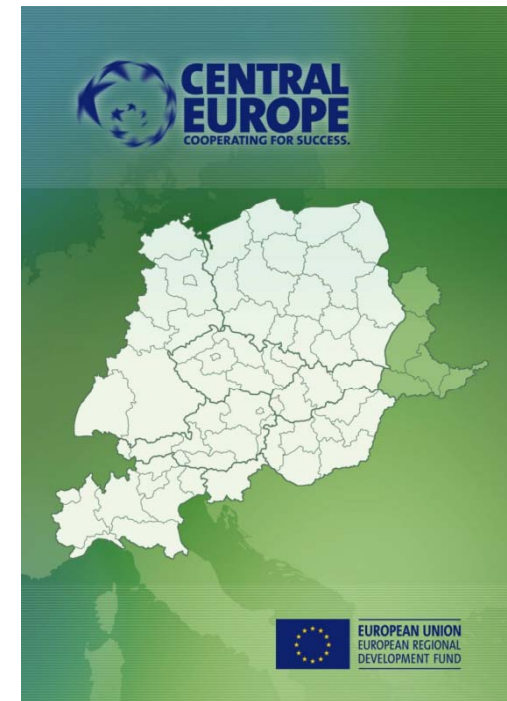 CENTRAL
EUROPE
COOPERATING FOR SUCCESS.
EUROPEAN UNION
EUROPEAN REGIONAL
DEVELOPMENT FUND